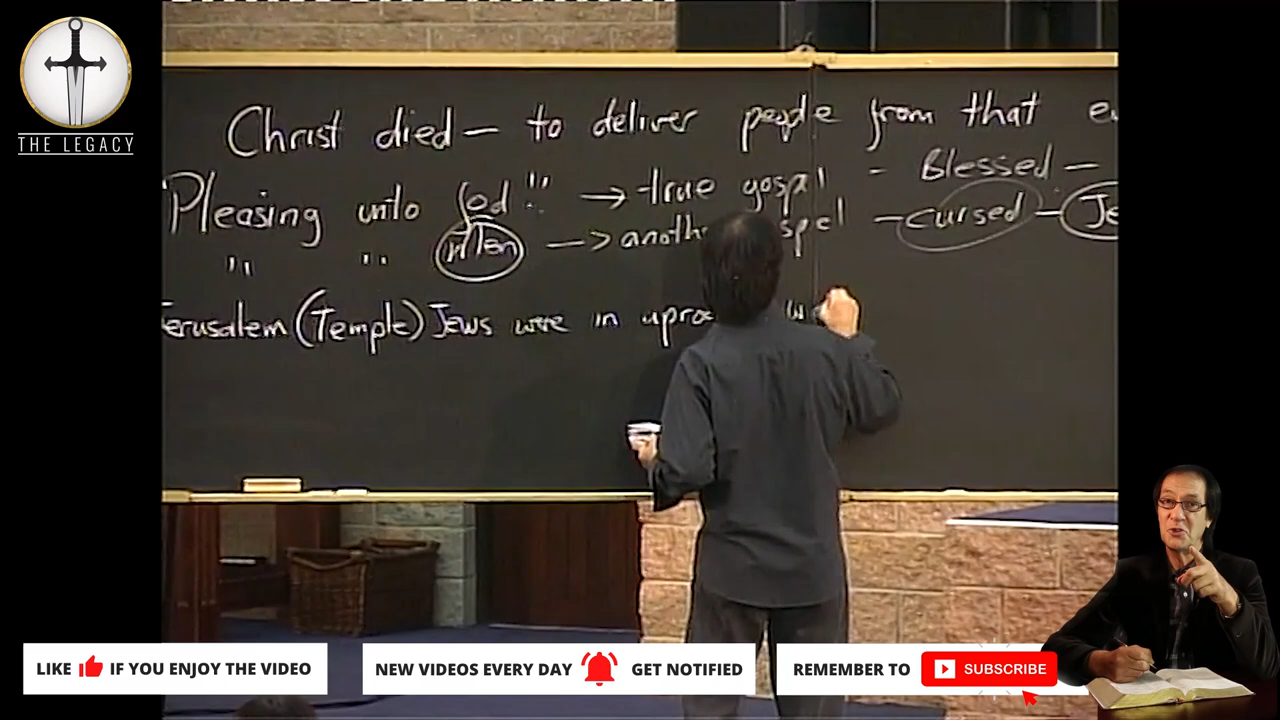 THE LEGACY
Christ died — to deliver people from that
"Pleasing unto God" → true gospel - Blessed —
" " men → another gospel — cursed —
Jerusalem (Temple) Jews were in
LIKE IF YOU ENJOY THE VIDEO
NEW VIDEOS EVERY DAY GET NOTIFIED
REMEMBER TO SUBSCRIBE